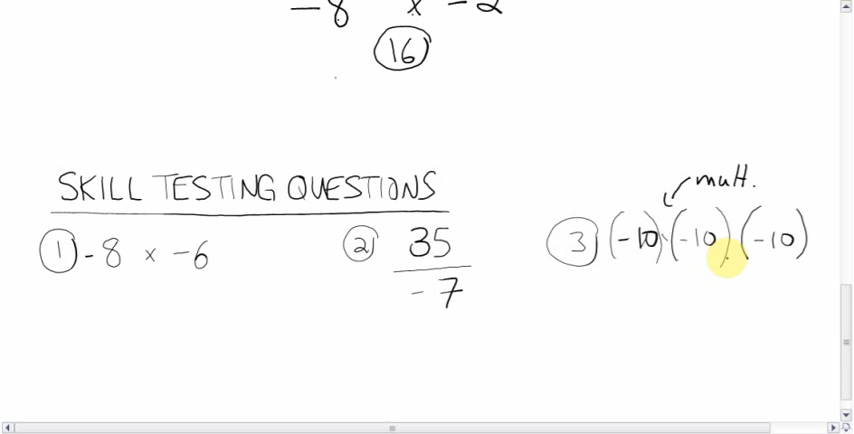 -8 x -2
16
SKILL TESTING QUESTIONS
mult.
1 -8 x -6
2 35
-7
3 (-10)·(-10).(-10)